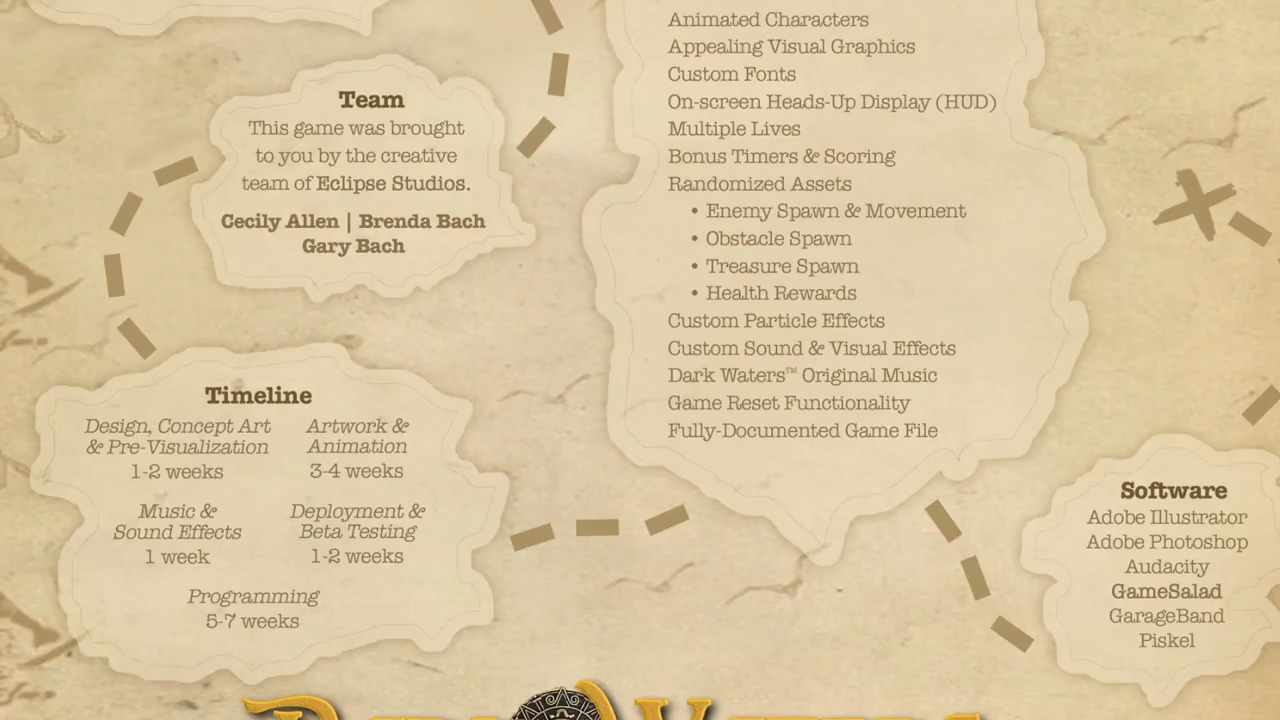 Team
This game was brought
to you by the creative
team of Eclipse Studios.
Cecily Allen | Brenda Bach
Gary Bach
Timeline
Design, Concept Art
& Pre-Visualization
1-2 weeks
Artwork &
Animation
3-4 weeks
Music &
Sound Effects
1 week
Deployment &
Beta Testing
1-2 weeks
Programming
5-7 weeks
Animated Characters
Appealing Visual Graphics
Custom Fonts
On-screen Heads-Up Display (HUD)
Multiple Lives
Bonus Timers & Scoring
Randomized Assets
• Enemy Spawn & Movement
• Obstacle Spawn
• Treasure Spawn
• Health Rewards
Custom Particle Effects
Custom Sound & Visual Effects
Dark Waters™ Original Music
Game Reset Functionality
Fully-Documented Game File
Software
Adobe Illustrator
Adobe Photoshop
Audacity
GameSalad
GarageBand
Piskel